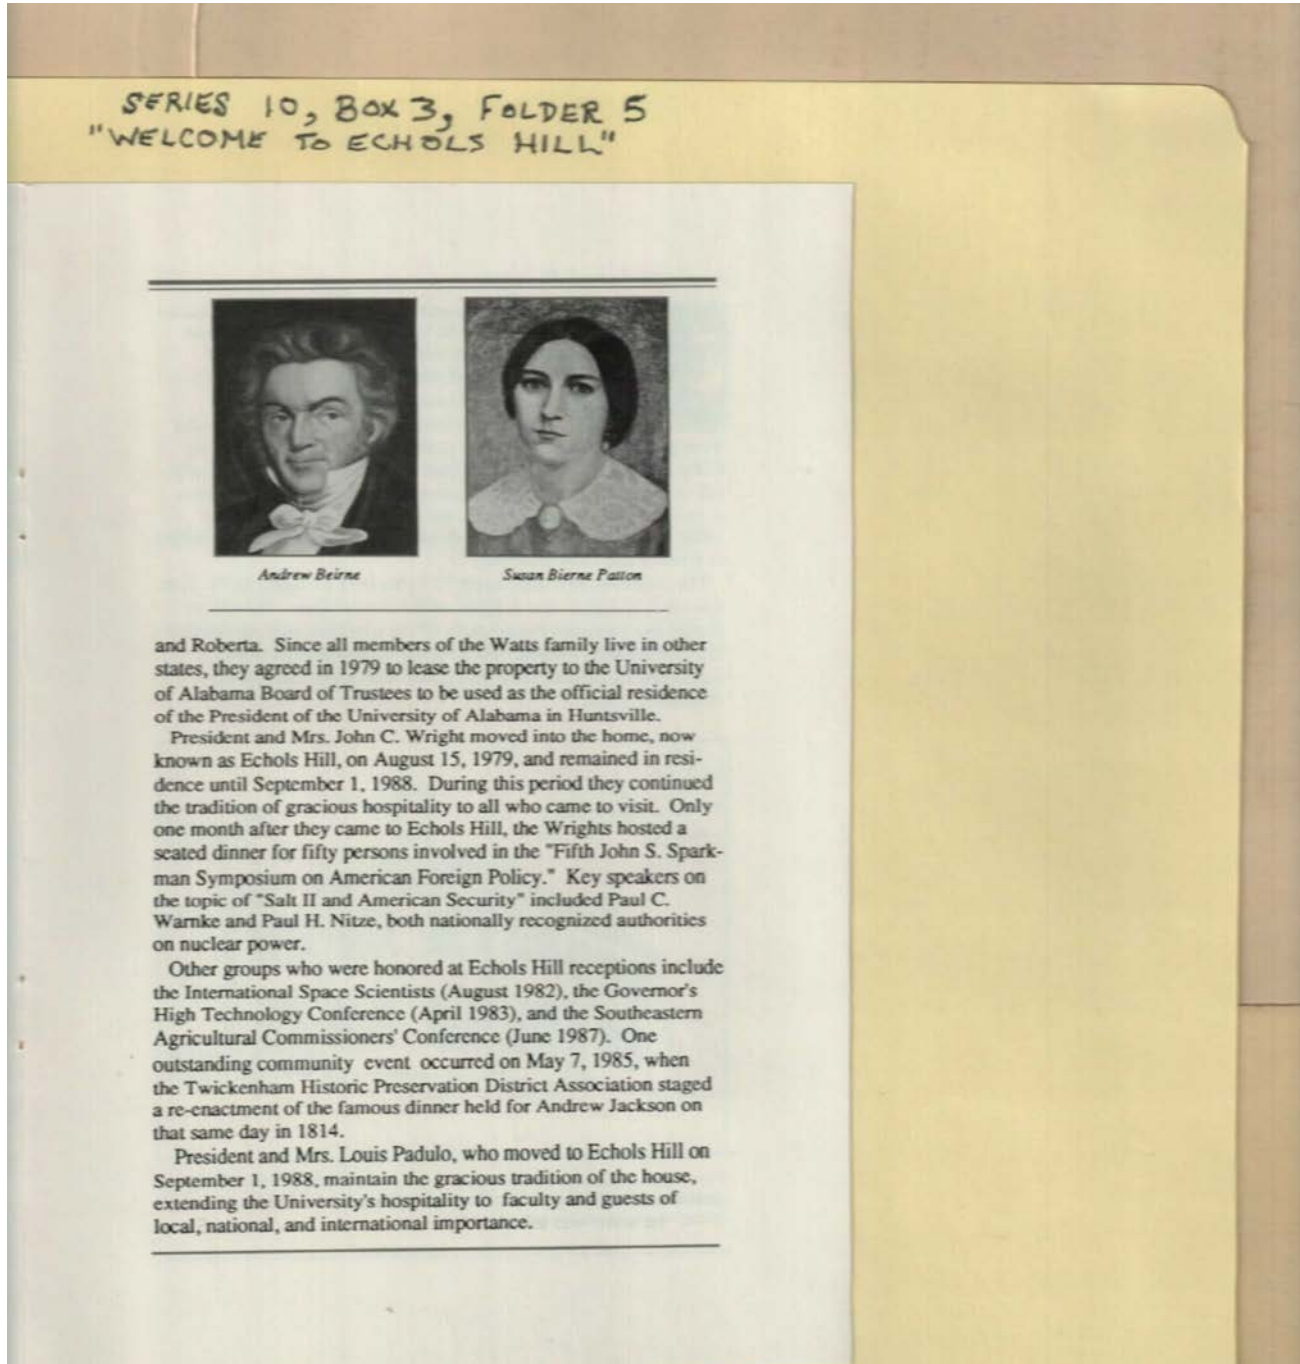 SERIES 10, BOX 3, FOLDER 5
"WELCOME TO ECHOLS HILL"
Andrew Beirne
Susan Bierne Patton
and Roberta. Since all members of the Watts family live in other
states, they agreed in 1979 to lease the property to the University
of Alabama Board of Trustees to be used as the official residence
of the President of the University of Alabama in Huntsville.
President and Mrs. John C. Wright moved into the home, now
known as Echols Hill, on August 15, 1979, and remained in resi-
dence until September 1, 1988. During this period they continued
the tradition of gracious hospitality to all who came to visit. Only
one month after they came to Echols Hill, the Wrights hosted a
seated dinner for fifty persons involved in the "Fifth John S. Spark-
man Symposium on American Foreign Policy." Key speakers on
the topic of "Salt II and American Security" included Paul C.
Warnke and Paul H. Nitze, both nationally recognized authorities
on nuclear power.
Other groups who were honored at Echols Hill receptions include
the International Space Scientists (August 1982), the Governor's
High Technology Conference (April 1983), and the Southeastern
Agricultural Commissioners' Conference (June 1987). One
outstanding community event occurred on May 7, 1985, when
the Twickenham Historic Preservation District Association staged
a re-enactment of the famous dinner held for Andrew Jackson on
that same day in 1814.
President and Mrs. Louis Padulo, who moved to Echols Hill on
September 1, 1988, maintain the gracious tradition of the house,
extending the University's hospitality to faculty and guests of
local, national, and international importance.